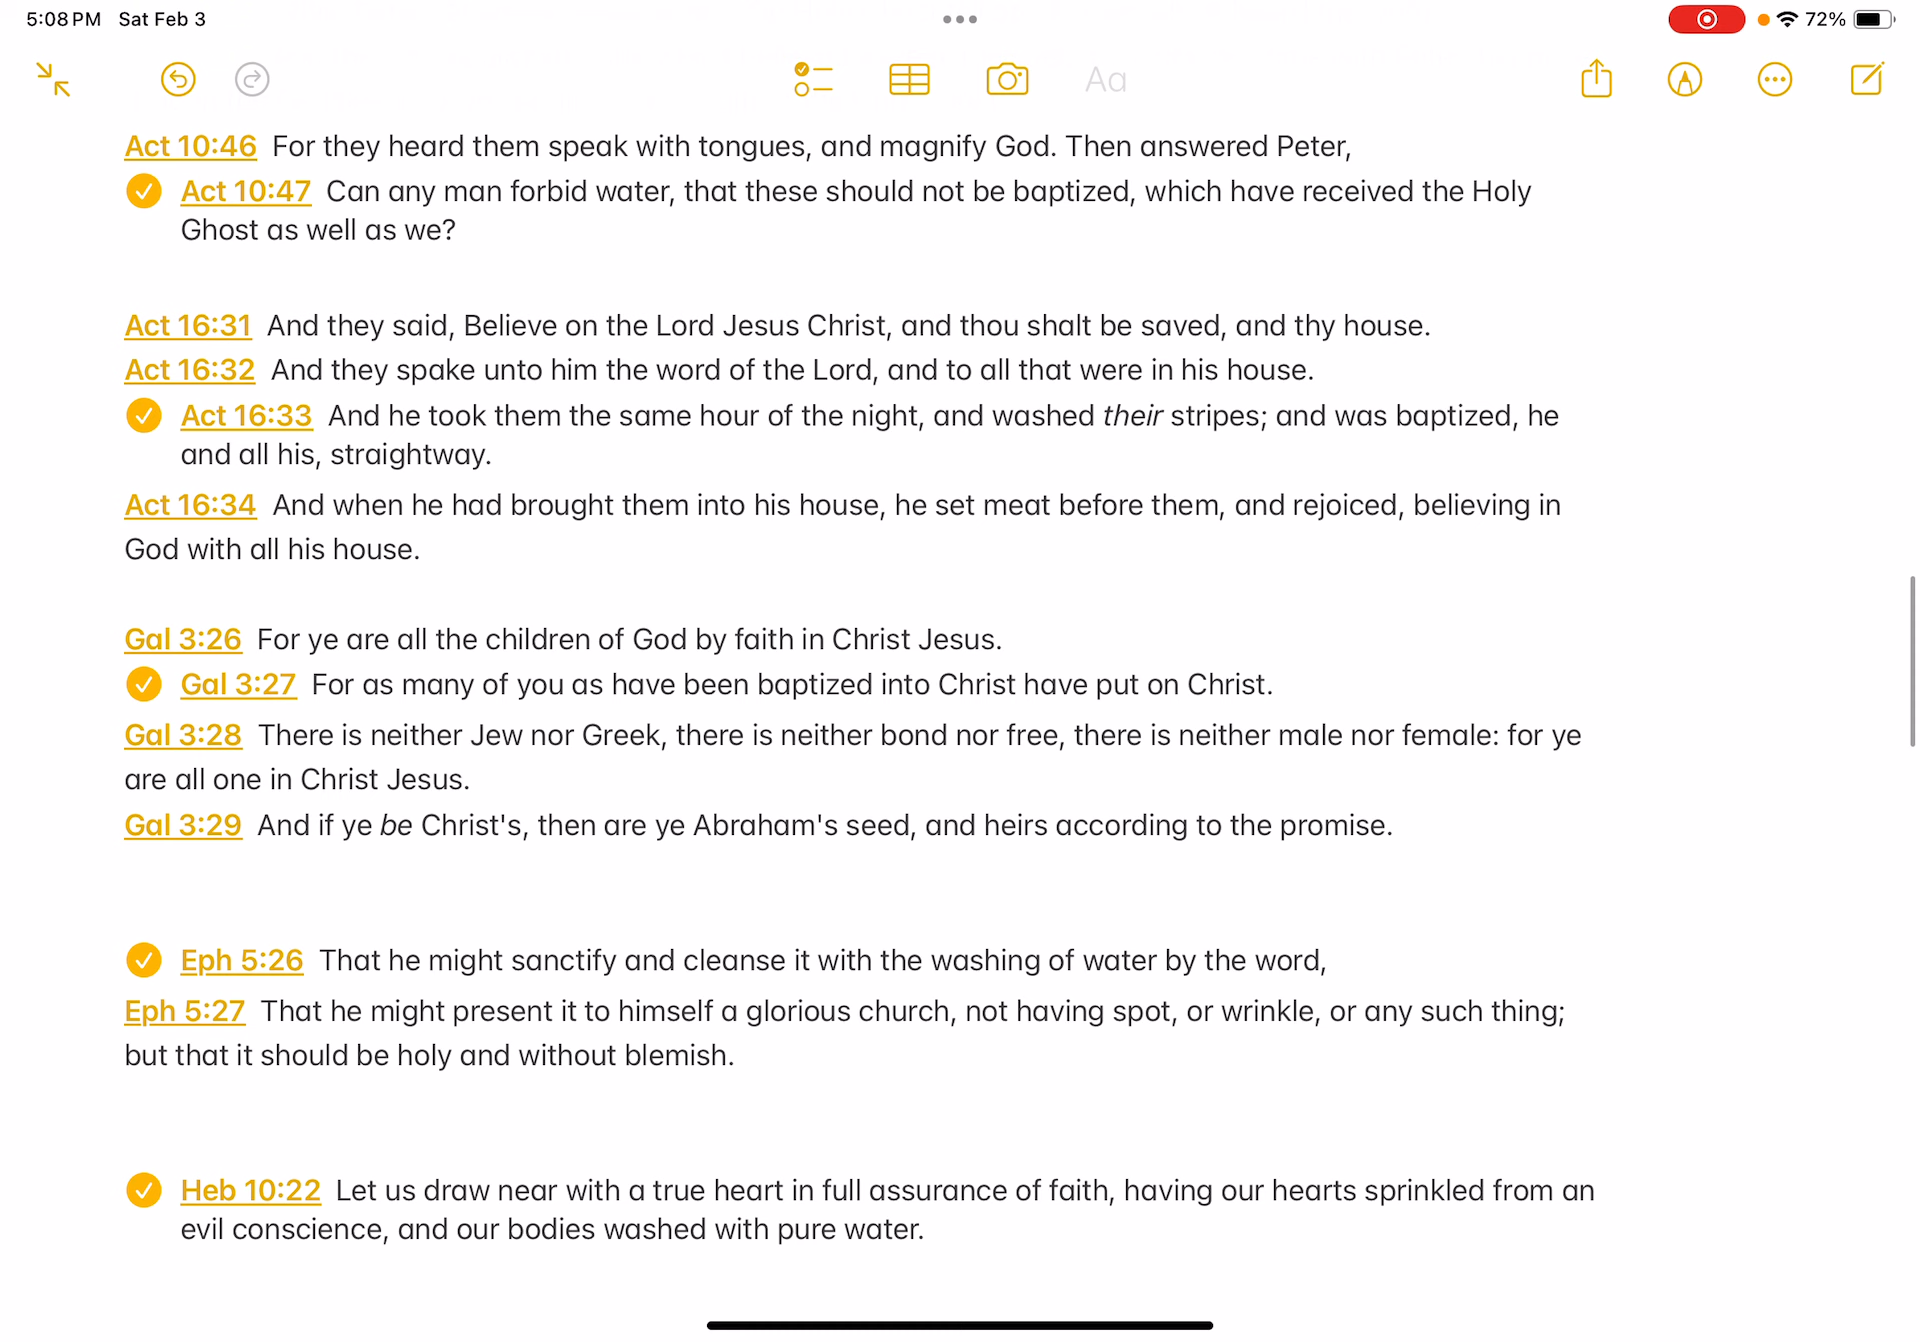 5:08 PM Sat Feb 3
72%
Aa
Act 10:46 For they heard them speak with tongues, and magnify God. Then answered Peter,
Act 10:47 Can any man forbid water, that these should not be baptized, which have received the Holy
Ghost as well as we?
Act 16:31 And they said, Believe on the Lord Jesus Christ, and thou shalt be saved, and thy house.
Act 16:32 And they spake unto him the word of the Lord, and to all that were in his house.
Act 16:33 And he took them the same hour of the night, and washed their stripes; and was baptized, he
and all his, straightway.
Act 16:34 And when he had brought them into his house, he set meat before them, and rejoiced, believing in
God with all his house.
Gal 3:26 For ye are all the children of God by faith in Christ Jesus.
Gal 3:27 For as many of you as have been baptized into Christ have put on Christ.
Gal 3:28 There is neither Jew nor Greek, there is neither bond nor free, there is neither male nor female: for ye
are all one in Christ Jesus.
Gal 3:29 And if ye be Christ's, then are ye Abraham's seed, and heirs according to the promise.
Eph 5:26 That he might sanctify and cleanse it with the washing of water by the word,
Eph 5:27 That he might present it to himself a glorious church, not having spot, or wrinkle, or any such thing;
but that it should be holy and without blemish.
Heb 10:22 Let us draw near with a true heart in full assurance of faith, having our hearts sprinkled from an
evil conscience, and our bodies washed with pure water.